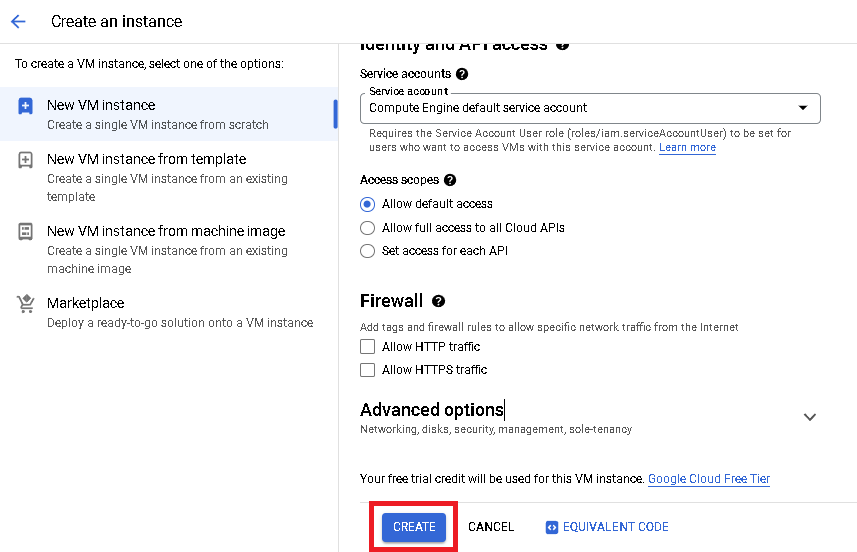 Create an instance
To create a VM instance, select one of the options:
New VM instance
Create a single VM instance from scratch
New VM instance from template
Create a single VM instance from an existing
template
New VM instance from machine image
Create a single VM instance from an existing
machine image
Marketplace
Deploy a ready-to-go solution onto a VM instance
Identity and API access
Service accounts
Service account
Compute Engine default service account
Requires the Service Account User role (roles/iam.serviceAccountUser) to be set for
users who want to access VMs with this service account. Learn more
Access scopes
Allow default access
Allow full access to all Cloud APIs
Set access for each API
Firewall
Add tags and firewall rules to allow specific network traffic from the Internet
Allow HTTP traffic
Allow HTTPS traffic
Advanced options
Networking, disks, security, management, sole-tenancy
Your free trial credit will be used for this VM instance. Google Cloud Free Tier
CREATE CANCEL EQUIVALENT CODE